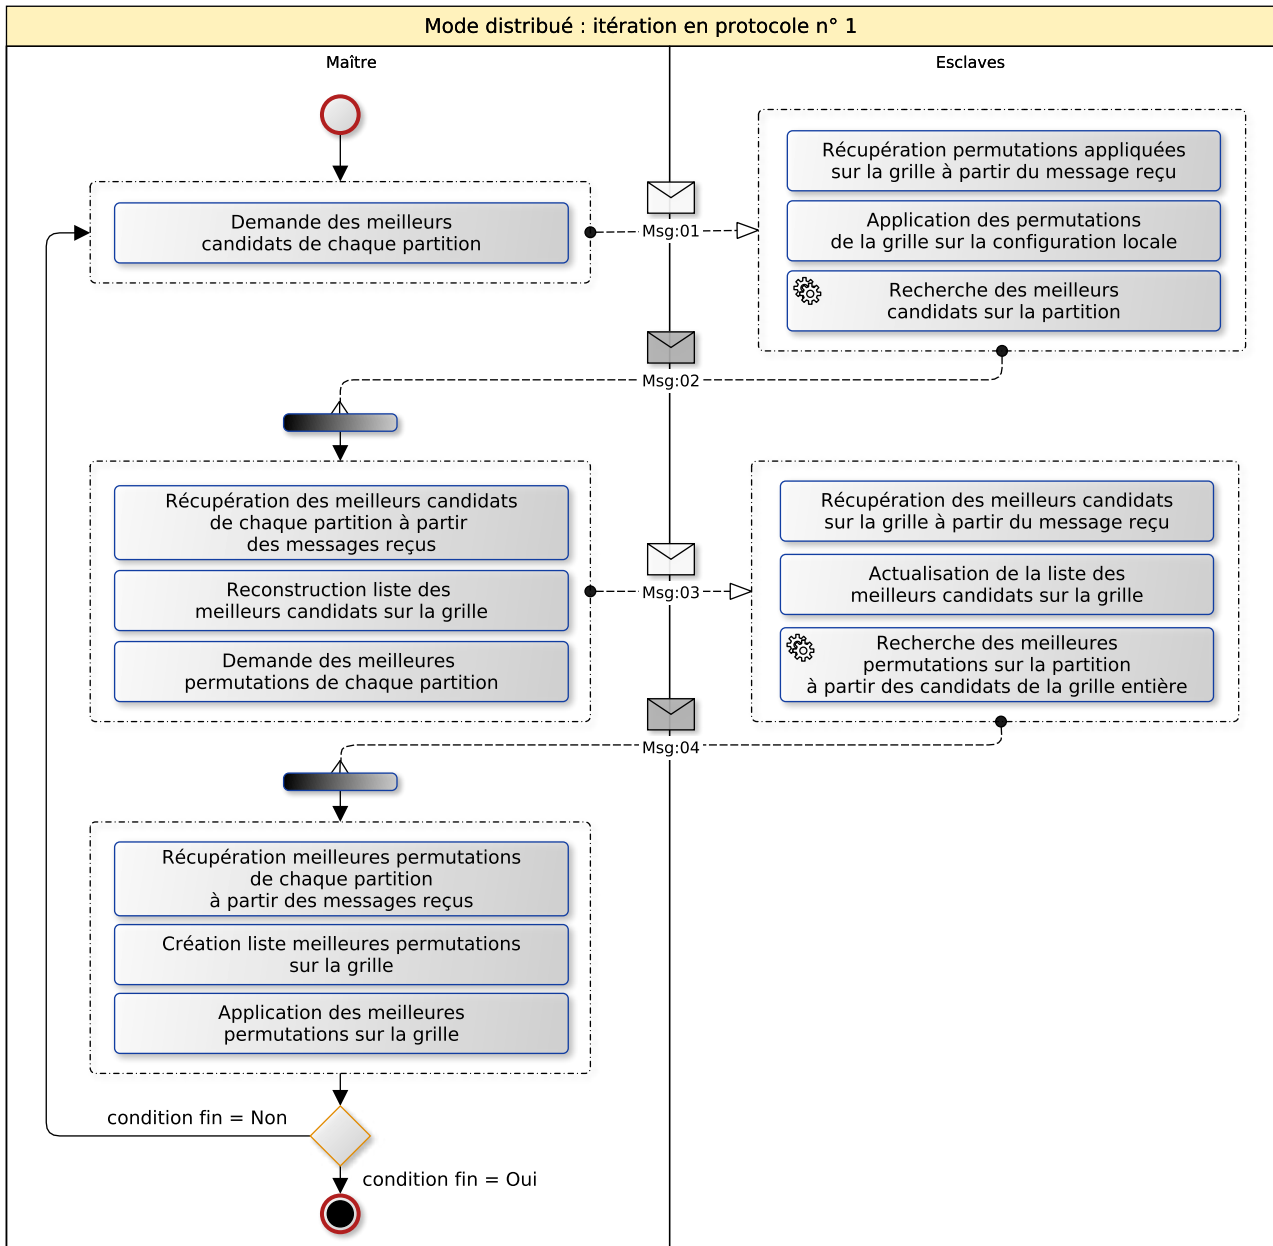 Mode distribué : itération en protocole n° 1
Maître
Esclaves
Demande des meilleurs
candidats de chaque partition
Msg:01
Récupération permutations appliquées
sur la grille à partir du message reçu
Application des permutations
de la grille sur la configuration locale
Recherche des meilleurs
candidats sur la partition
Msg:02
Récupération des meilleurs candidats
de chaque partition à partir
des messages reçus
Reconstruction liste des
meilleurs candidats sur la grille
Demande des meilleures
permutations de chaque partition
Msg:03
Récupération des meilleurs candidats
sur la grille à partir du message reçu
Actualisation de la liste des
meilleurs candidats sur la grille
Recherche des meilleures
permutations sur la partition
à partir des candidats de la grille entière
Msg:04
Récupération meilleures permutations
de chaque partition
à partir des messages reçus
Création liste meilleures permutations
sur la grille
Application des meilleures
permutations sur la grille
condition fin = Non
condition fin = Oui